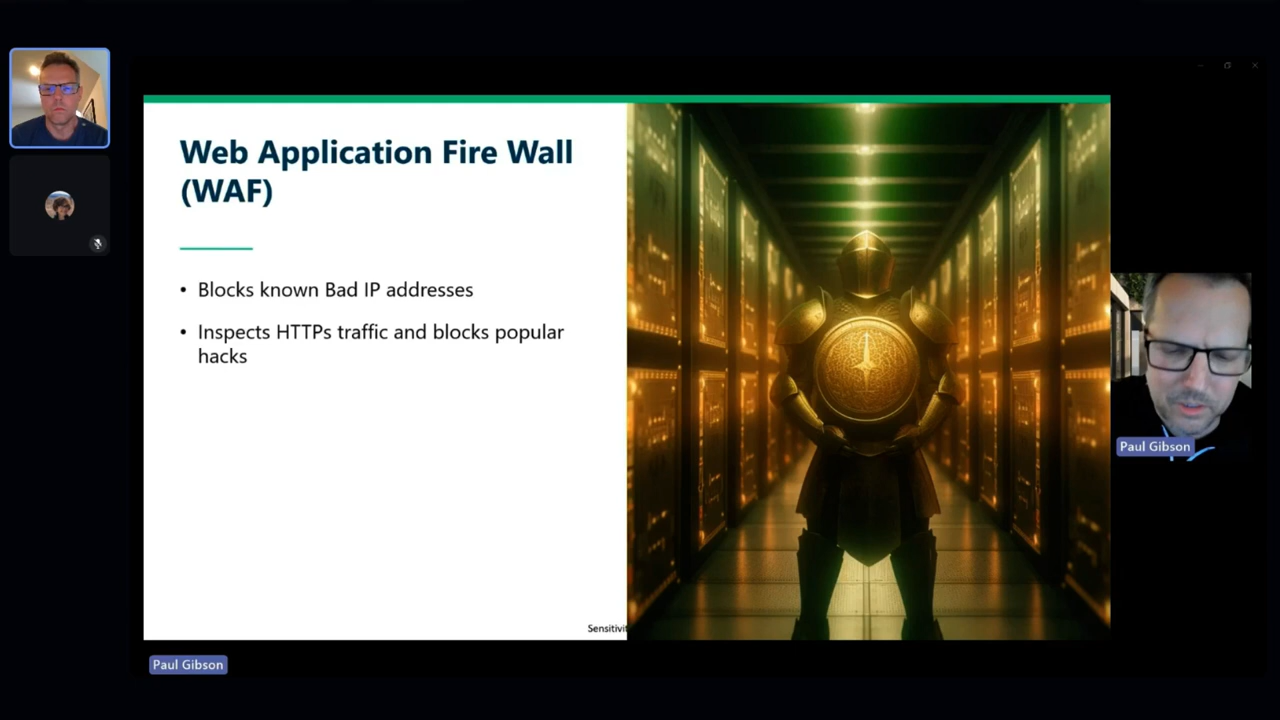 Web Application Fire Wall
(WAF)
• Blocks known Bad IP addresses
• Inspects HTTPs traffic and blocks popular
hacks
Sensitivit
Paul Gibson
Paul Gibson